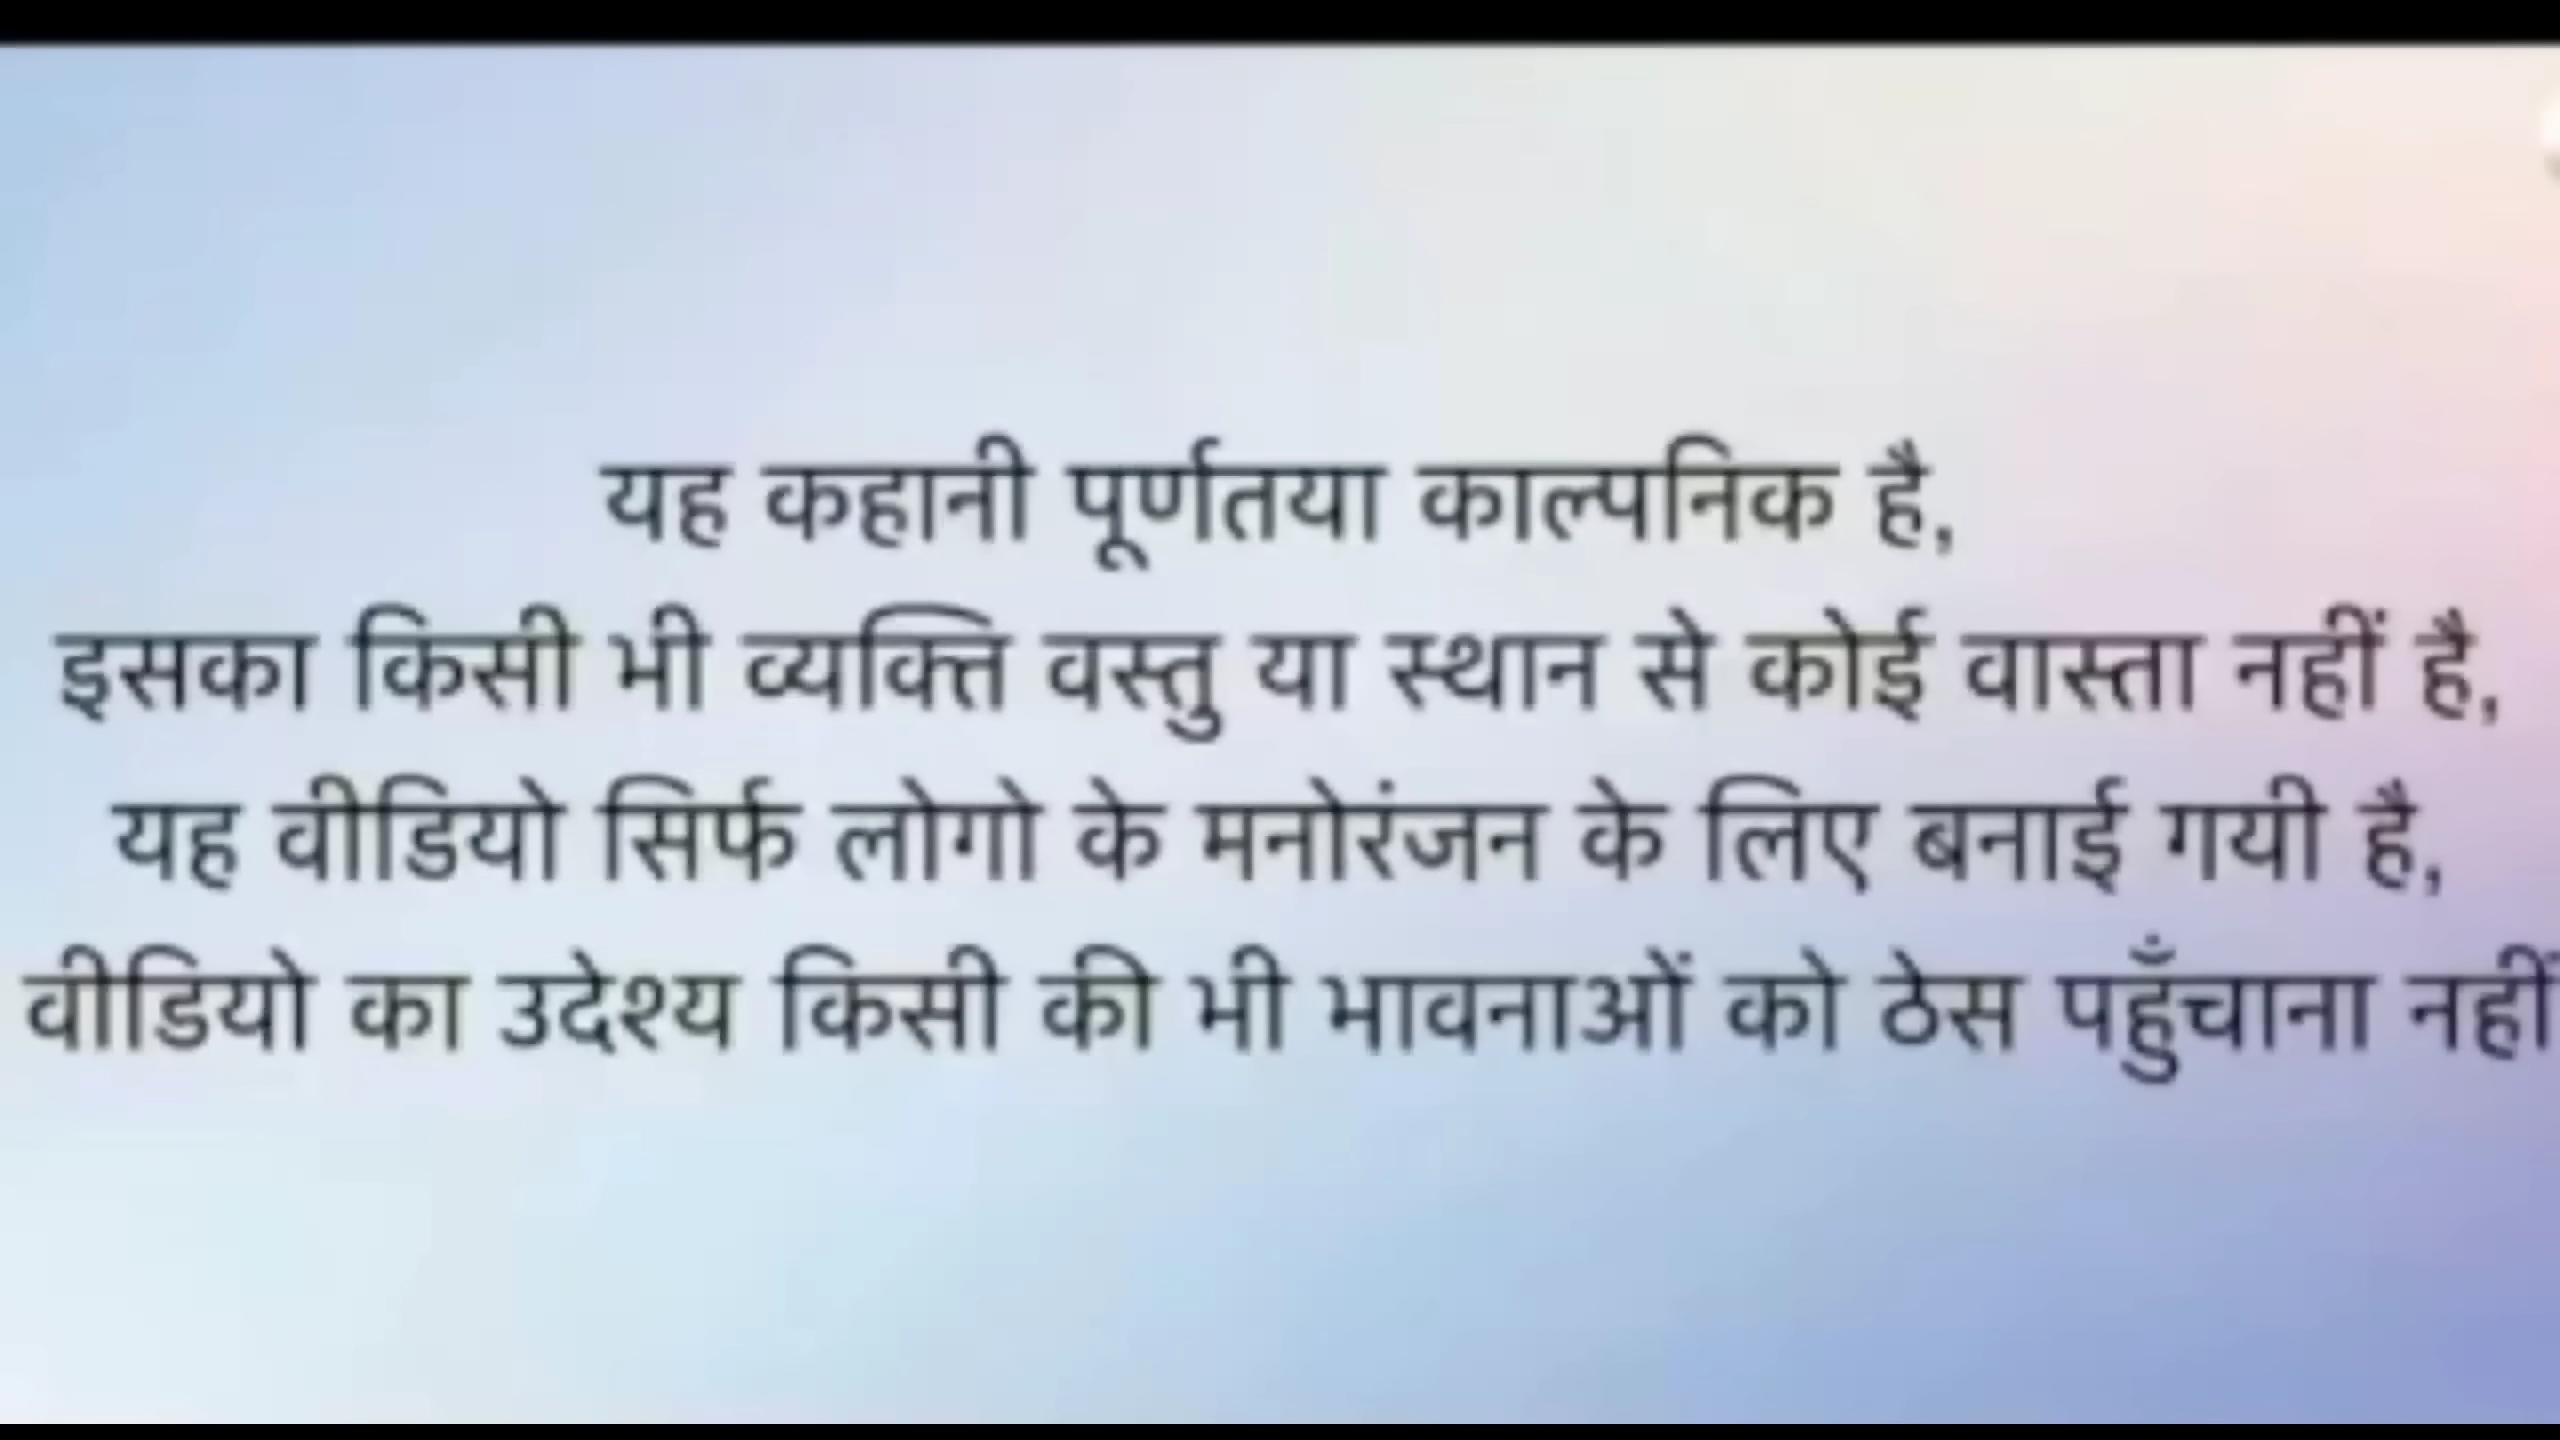 यह कहानी पूर्णतया काल्पनिक है,
इसका किसी भी व्यक्ति वस्तु या स्थान से कोई वास्ता नहीं है,
यह वीडियो सिर्फ लोगो के मनोरंजन के लिए बनाई गयी है,
वीडियो का उदेश्य किसी की भी भावनाओं को ठेस पहुँचाना नहीं